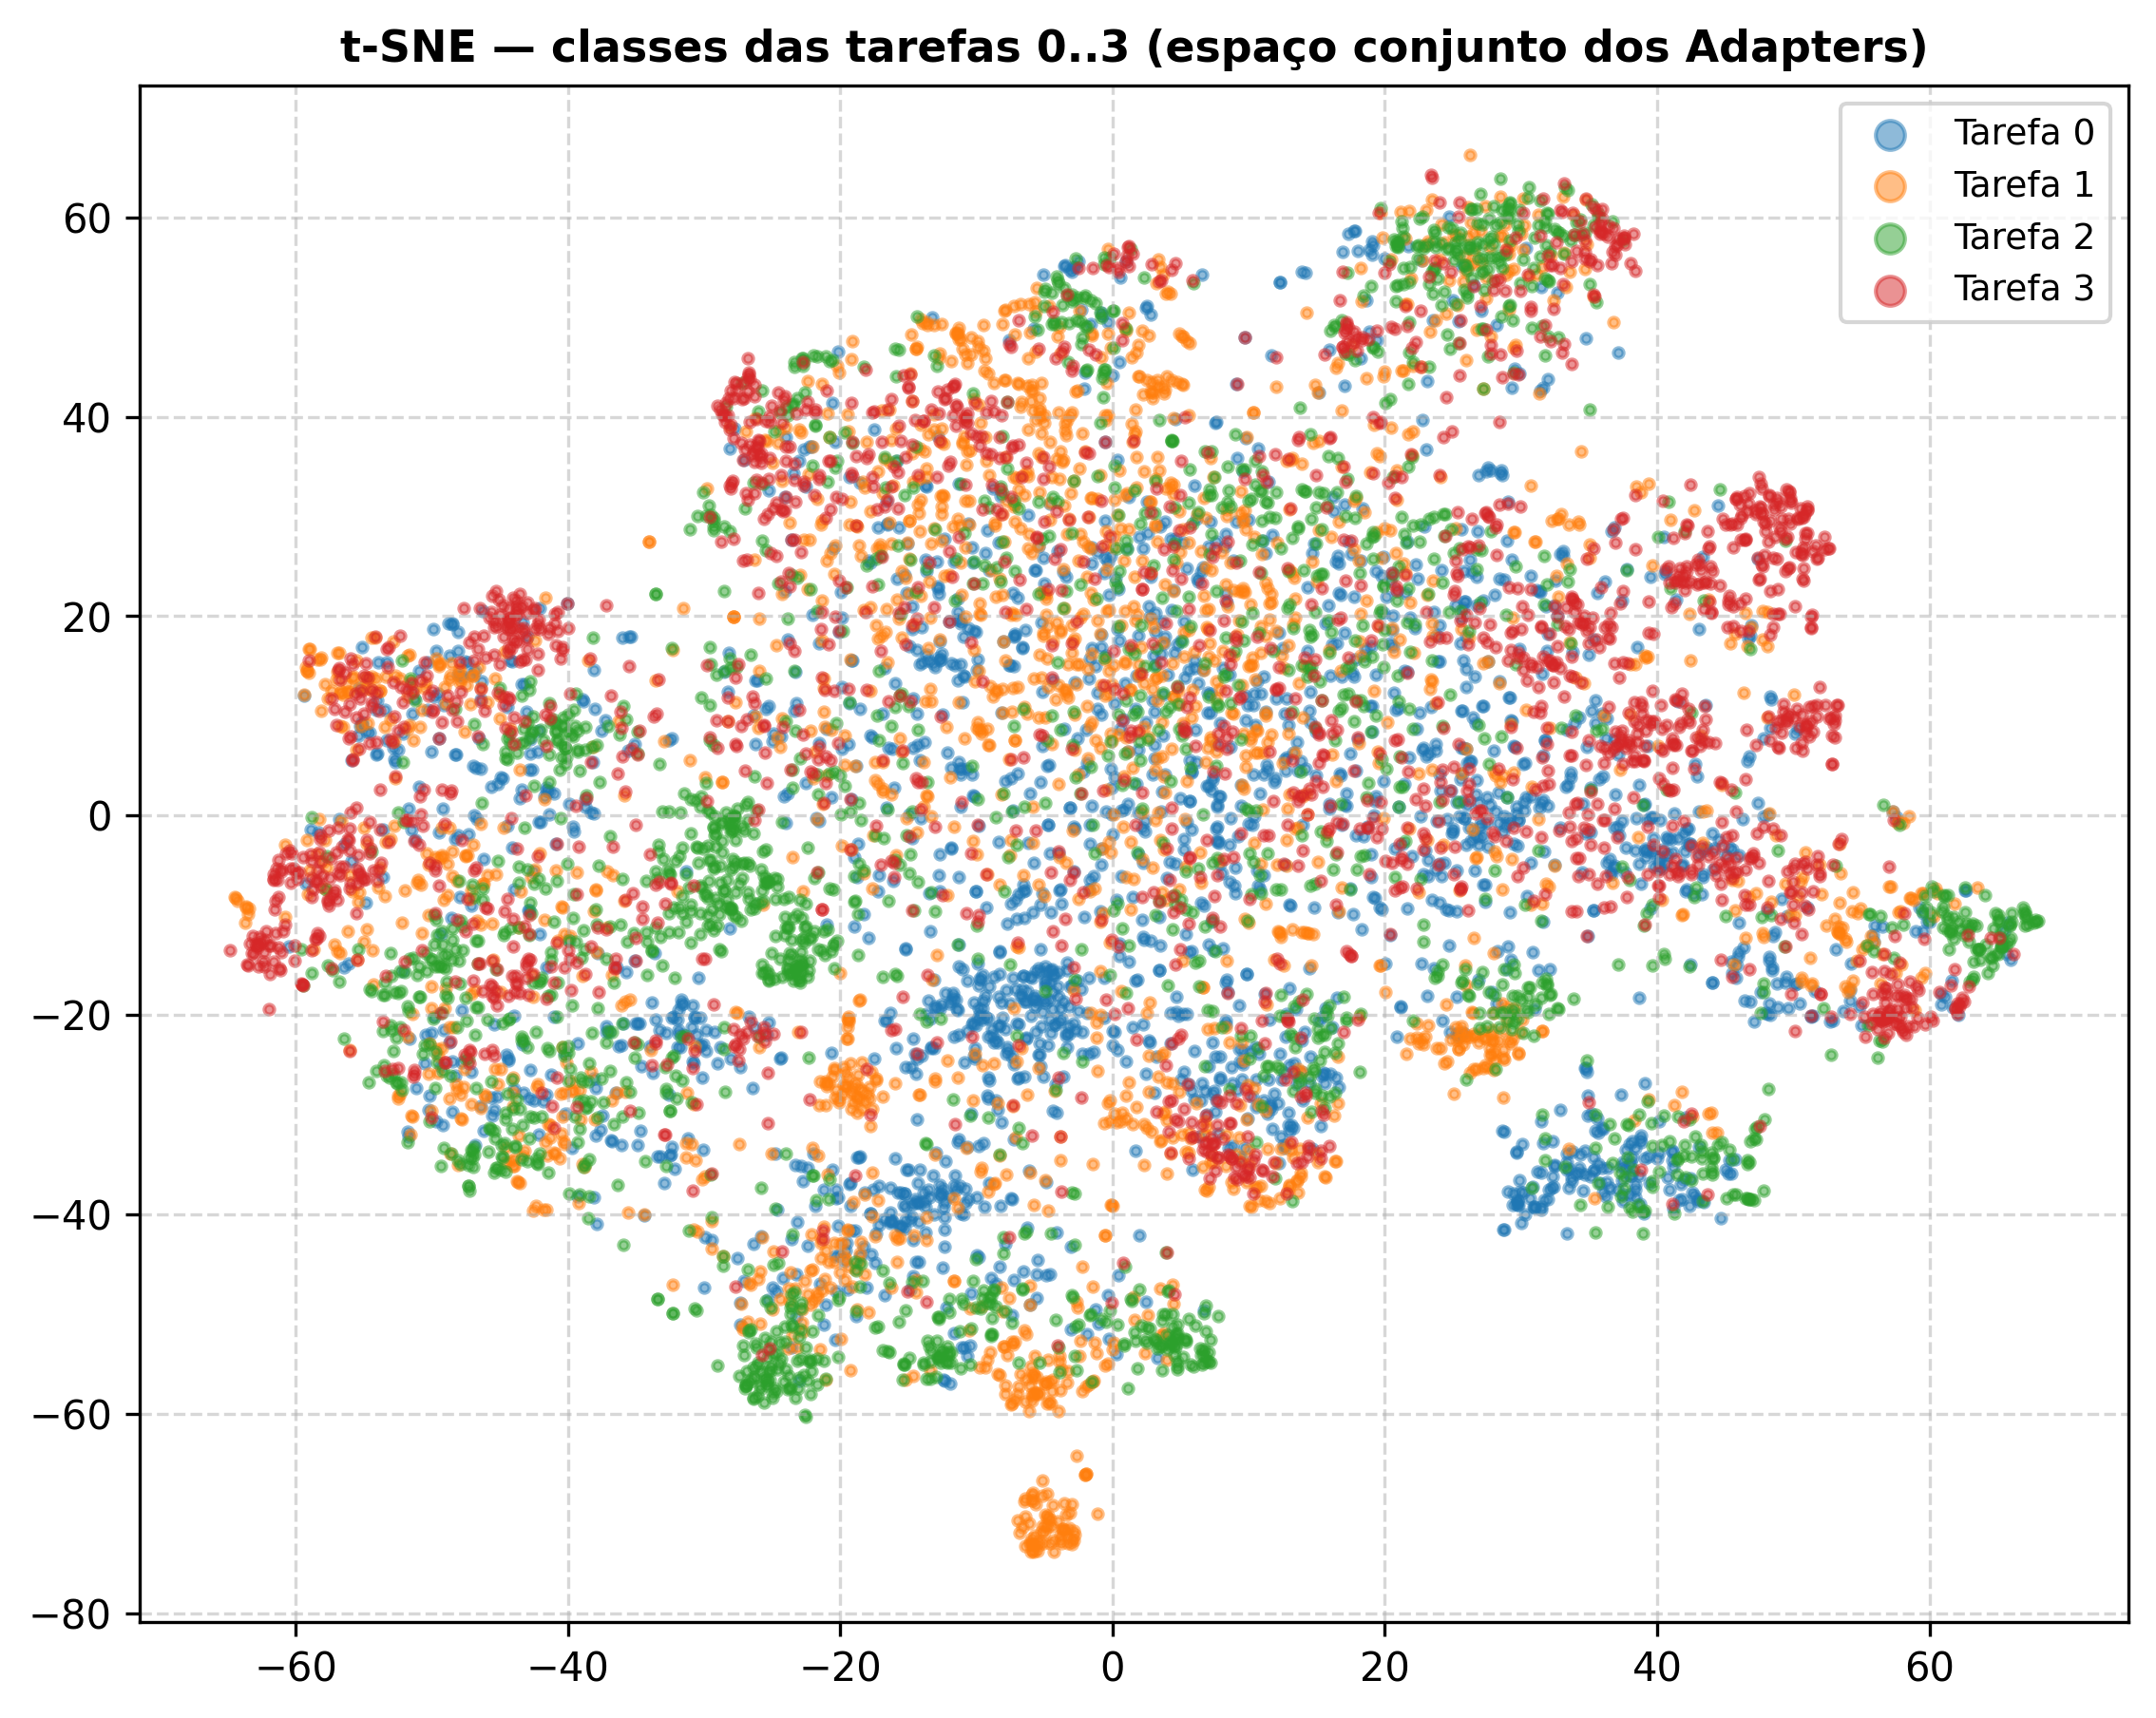 t-SNE — classes das tarefas 0..3 (espaço conjunto dos Adapters)
Tarefa 0
Tarefa 1
Tarefa 2
Tarefa 3
60
40
20
0
−20
−40
−60
−80
−60 −40 −20 0 20 40 60